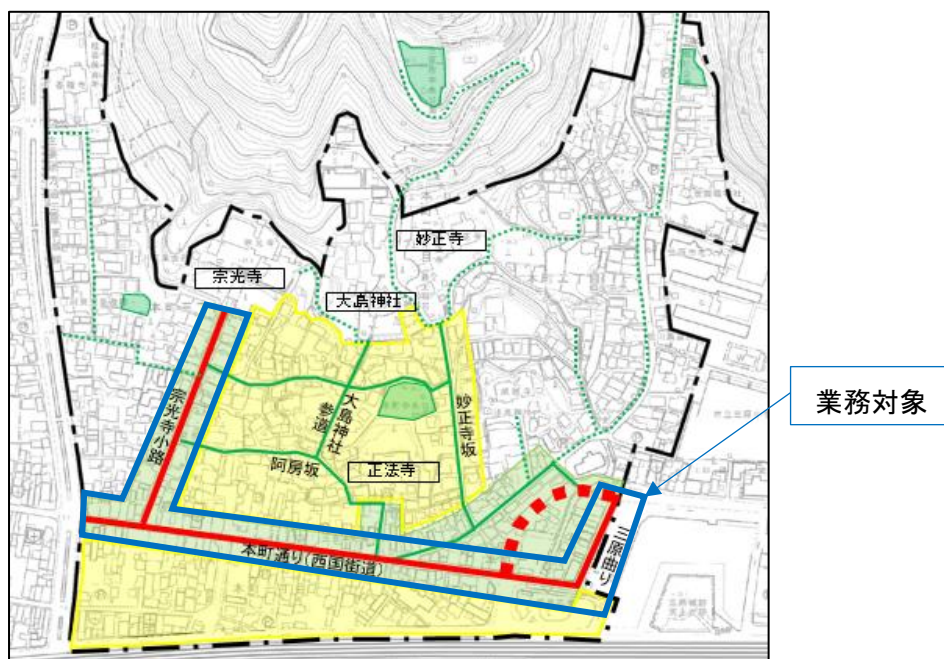 妙正寺
宗光寺
大島神社
業務対象
宗光寺小路
大島神社
参道
妙正寺坂
阿房坂
正法寺
三原曲り
本町通り(西国街道)